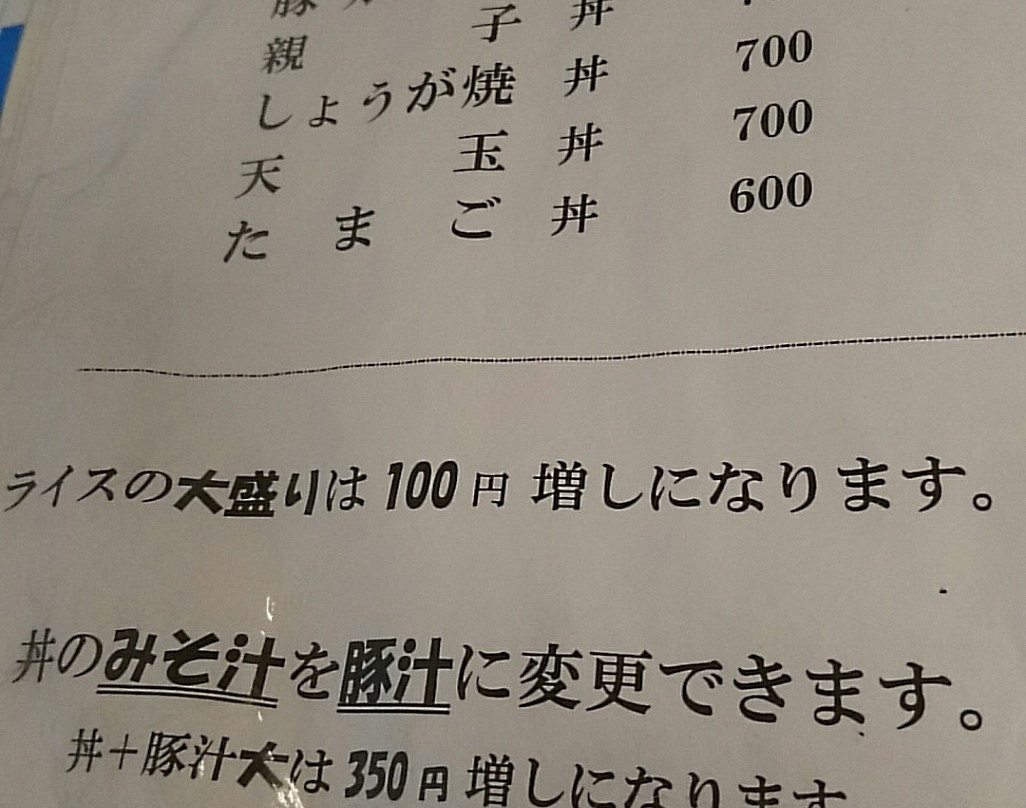 豚
親子丼
しょうが焼丼 700
天玉丼 700
たまご丼 600
ライスの大盛りは100円 増しになります。
丼のみそ汁を豚汁に変更できます。
丼＋豚汁大は350円 増しになります